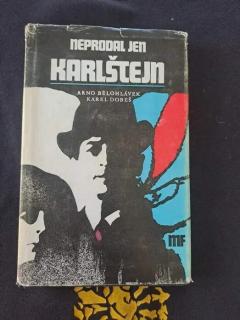 NEPRODAL JEN
KARLŠTEJN
ARNO BĚLOHLÁVEK
KAREL DOBEŠ
MF